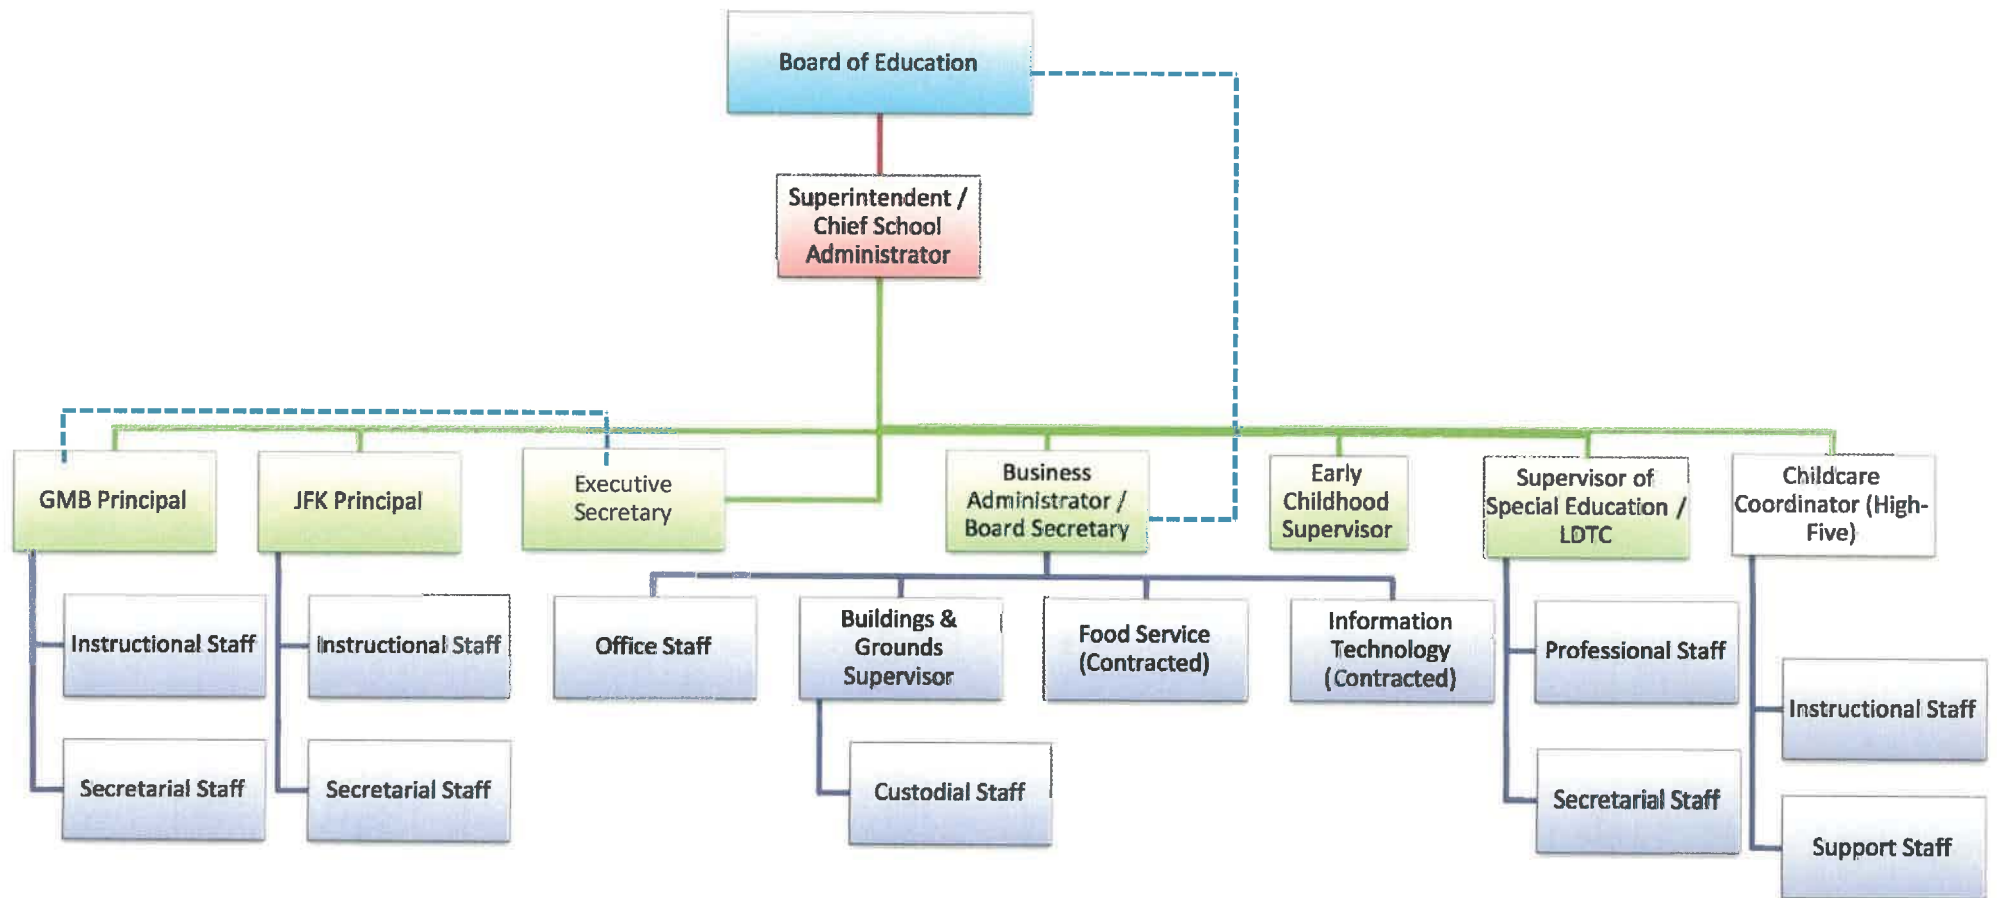 Board of Education
Superintendent /
Chief School
Administrator
GMB Principal
JFK Principal
Executive
Secretary
Business
Administrator /
Board Secretary
Early
Childhood
Supervisor
Supervisor of
Special Education /
LDTC
Childcare
Coordinator (High-
Five)
Instructional Staff
Instructional Staff
Office Staff
Buildings &
Grounds
Supervisor
Food Service
(Contracted)
Information
Technology
(Contracted)
Professional Staff
Instructional Staff
Secretarial Staff
Secretarial Staff
Custodial Staff
Secretarial Staff
Support Staff